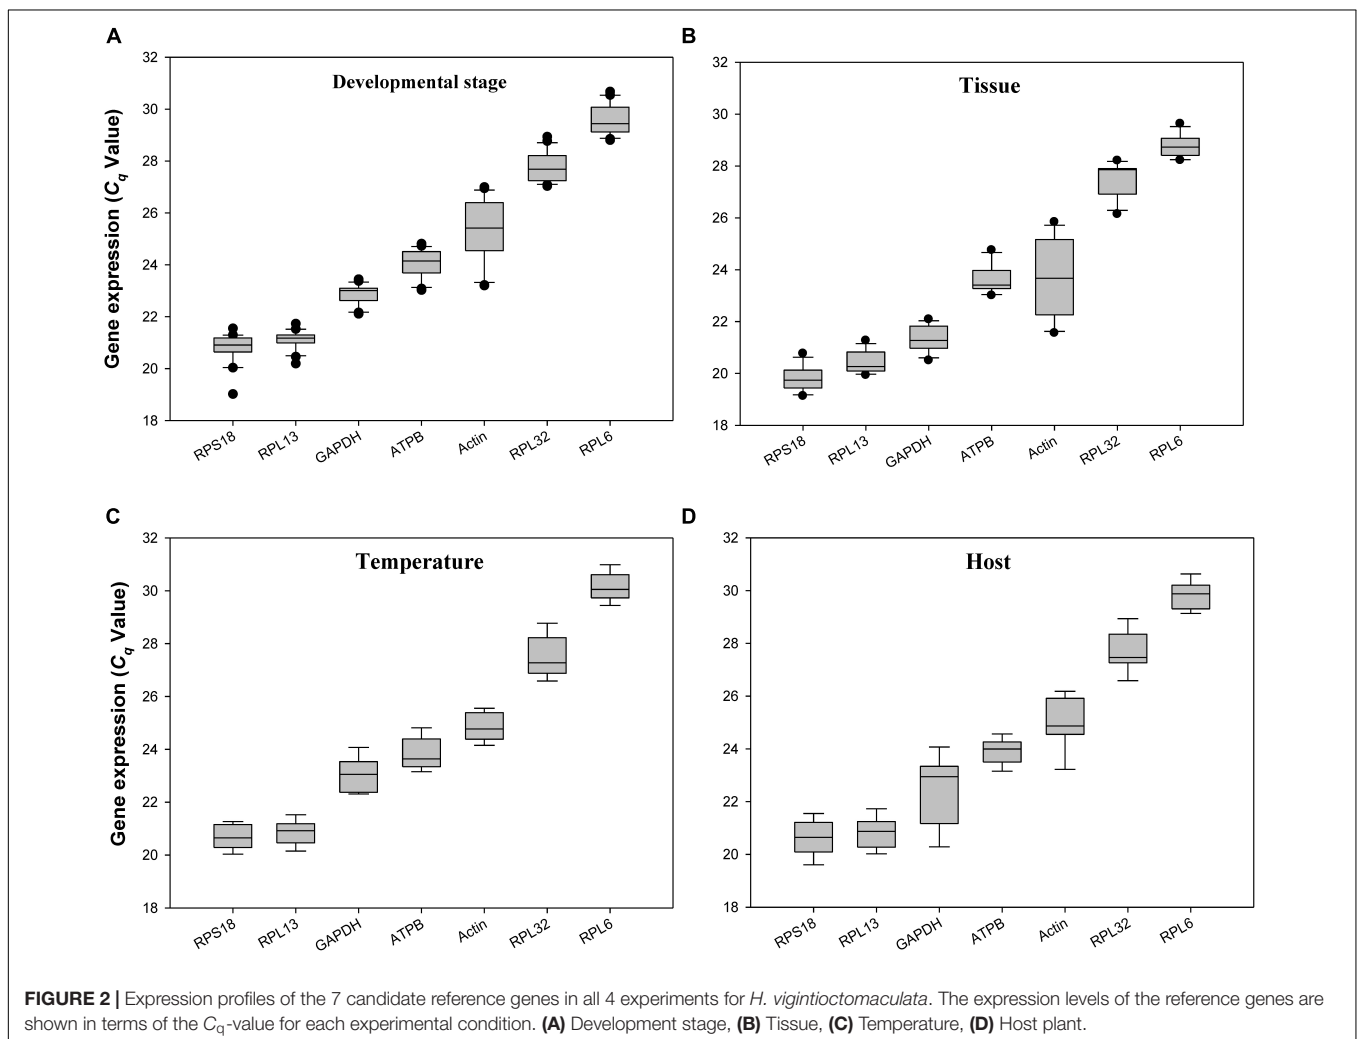 A
Developmental stage
Gene expression (Cq Value)
32
30
28
26
24
22
20
18
RPS18
RPL13
GAPDH
ATPB
Actin
RPL32
RPL6
B
Tissue
32
30
28
26
24
22
20
18
RPS18
RPL13
GAPDH
ATPB
Actin
RPL32
RPL6
C
Temperature
Gene expression (Cq Value)
32
30
28
26
24
22
20
18
RPS18
RPL13
GAPDH
ATPB
Actin
RPL32
RPL6
D
Host
32
30
28
26
24
22
20
18
RPS18
RPL13
GAPDH
ATPB
Actin
RPL32
RPL6
FIGURE 2 | Expression profiles of the 7 candidate reference genes in all 4 experiments for H. vigintioctomaculata. The expression levels of the reference genes are
shown in terms of the Cq-value for each experimental condition. (A) Development stage, (B) Tissue, (C) Temperature, (D) Host plant.